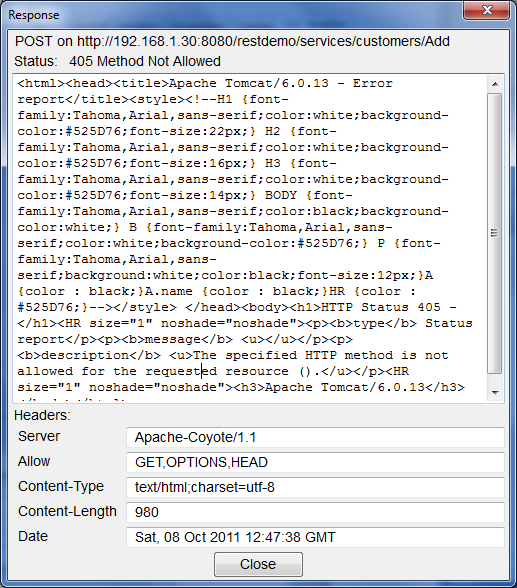 Response
POST on http://192.168.1.30:8080/restdemo/services/customers/Add
Status: 405 Method Not Allowed
<html><head><title>Apache Tomcat/6.0.13 - Error
report</title><style><!--H1 {font-
family:Tahoma,Arial,sans-serif;color:white;background-
color:#525D76;font-size:22px;} H2 {font-
family:Tahoma,Arial,sans-serif;color:white;background-
color:#525D76;font-size:16px;} H3 {font-
family:Tahoma,Arial,sans-serif;color:white;background-
color:#525D76;font-size:14px;} BODY {font-
family:Tahoma,Arial,sans-serif;color:black;background-
color:white;} B {font-family:Tahoma,Arial,sans-
serif;color:white;background-color:#525D76;} P {font-
family:Tahoma,Arial,sans-
serif;background:white;color:black;font-size:12px;}A
{color : black;}A.name {color : black;}HR {color :
#525D76;}--></style> </head><body><h1>HTTP Status 405 -
</h1><HR size="1" noshade="noshade"><p><b>type</b> Status
report</p><p><b>message</b> <u></u></p><p>
<b>description</b> <u>The specified HTTP method is not
allowed for the requested resource ().</u></p><HR
size="1" noshade="noshade"><h3>Apache Tomcat/6.0.13</h3>
Headers:
Server Apache-Coyote/1.1
Allow GET,OPTIONS,HEAD
Content-Type text/html;charset=utf-8
Content-Length 980
Date Sat, 08 Oct 2011 12:47:38 GMT
Close